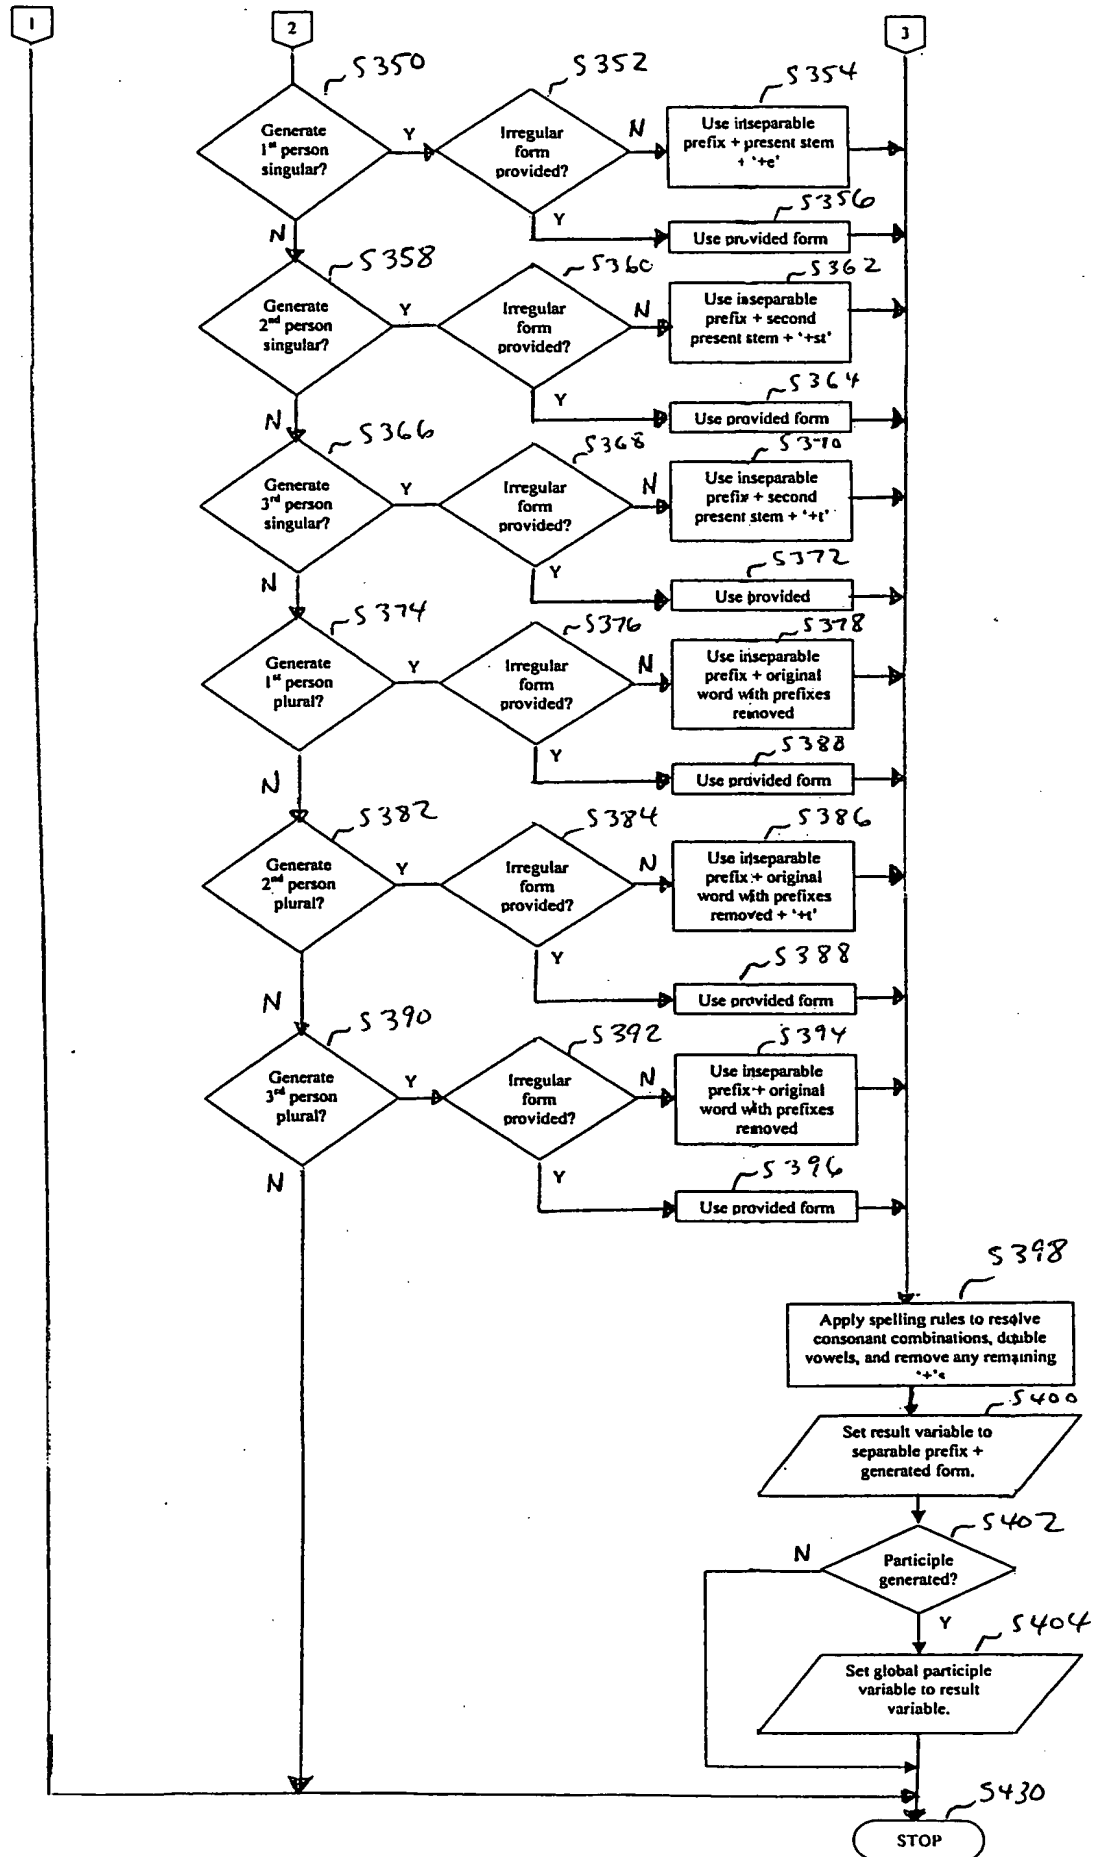 1
2
3
S350
S352
S354
Generate
1st person
singular?
Y
Irregular
form
provided?
N
Use inseparable
prefix + present stem
+ '+e'
Y
S356
Use provided form
N
S358
S360
S362
Generate
2nd person
singular?
Y
Irregular
form
provided?
N
Use inseparable
prefix + second
present stem + '+st'
Y
S364
Use provided form
N
S366
S368
S370
Generate
3rd person
singular?
Y
Irregular
form
provided?
N
Use inseparable
prefix + second
present stem + '+t'
Y
S372
Use provided
N
S374
S376
S378
Generate
1st person
plural?
Y
Irregular
form
provided?
N
Use inseparable
prefix + original
word with prefixes
removed
Y
S380
Use provided form
N
S382
S384
S386
Generate
2nd person
plural?
Y
Irregular
form
provided?
N
Use inseparable
prefix + original
word with prefixes
removed + '+t'
Y
S388
Use provided form
N
S390
S392
S394
Generate
3rd person
plural?
Y
Irregular
form
provided?
N
Use inseparable
prefix + original
word with prefixes
removed
Y
S396
Use provided form
N
S398
Apply spelling rules to resolve
consonant combinations, double
vowels, and remove any remaining
'+'s
S400
Set result variable to
separable prefix +
generated form.
S402
N
Participle
generated?
Y
S404
Set global participle
variable to result
variable.
S430
STOP